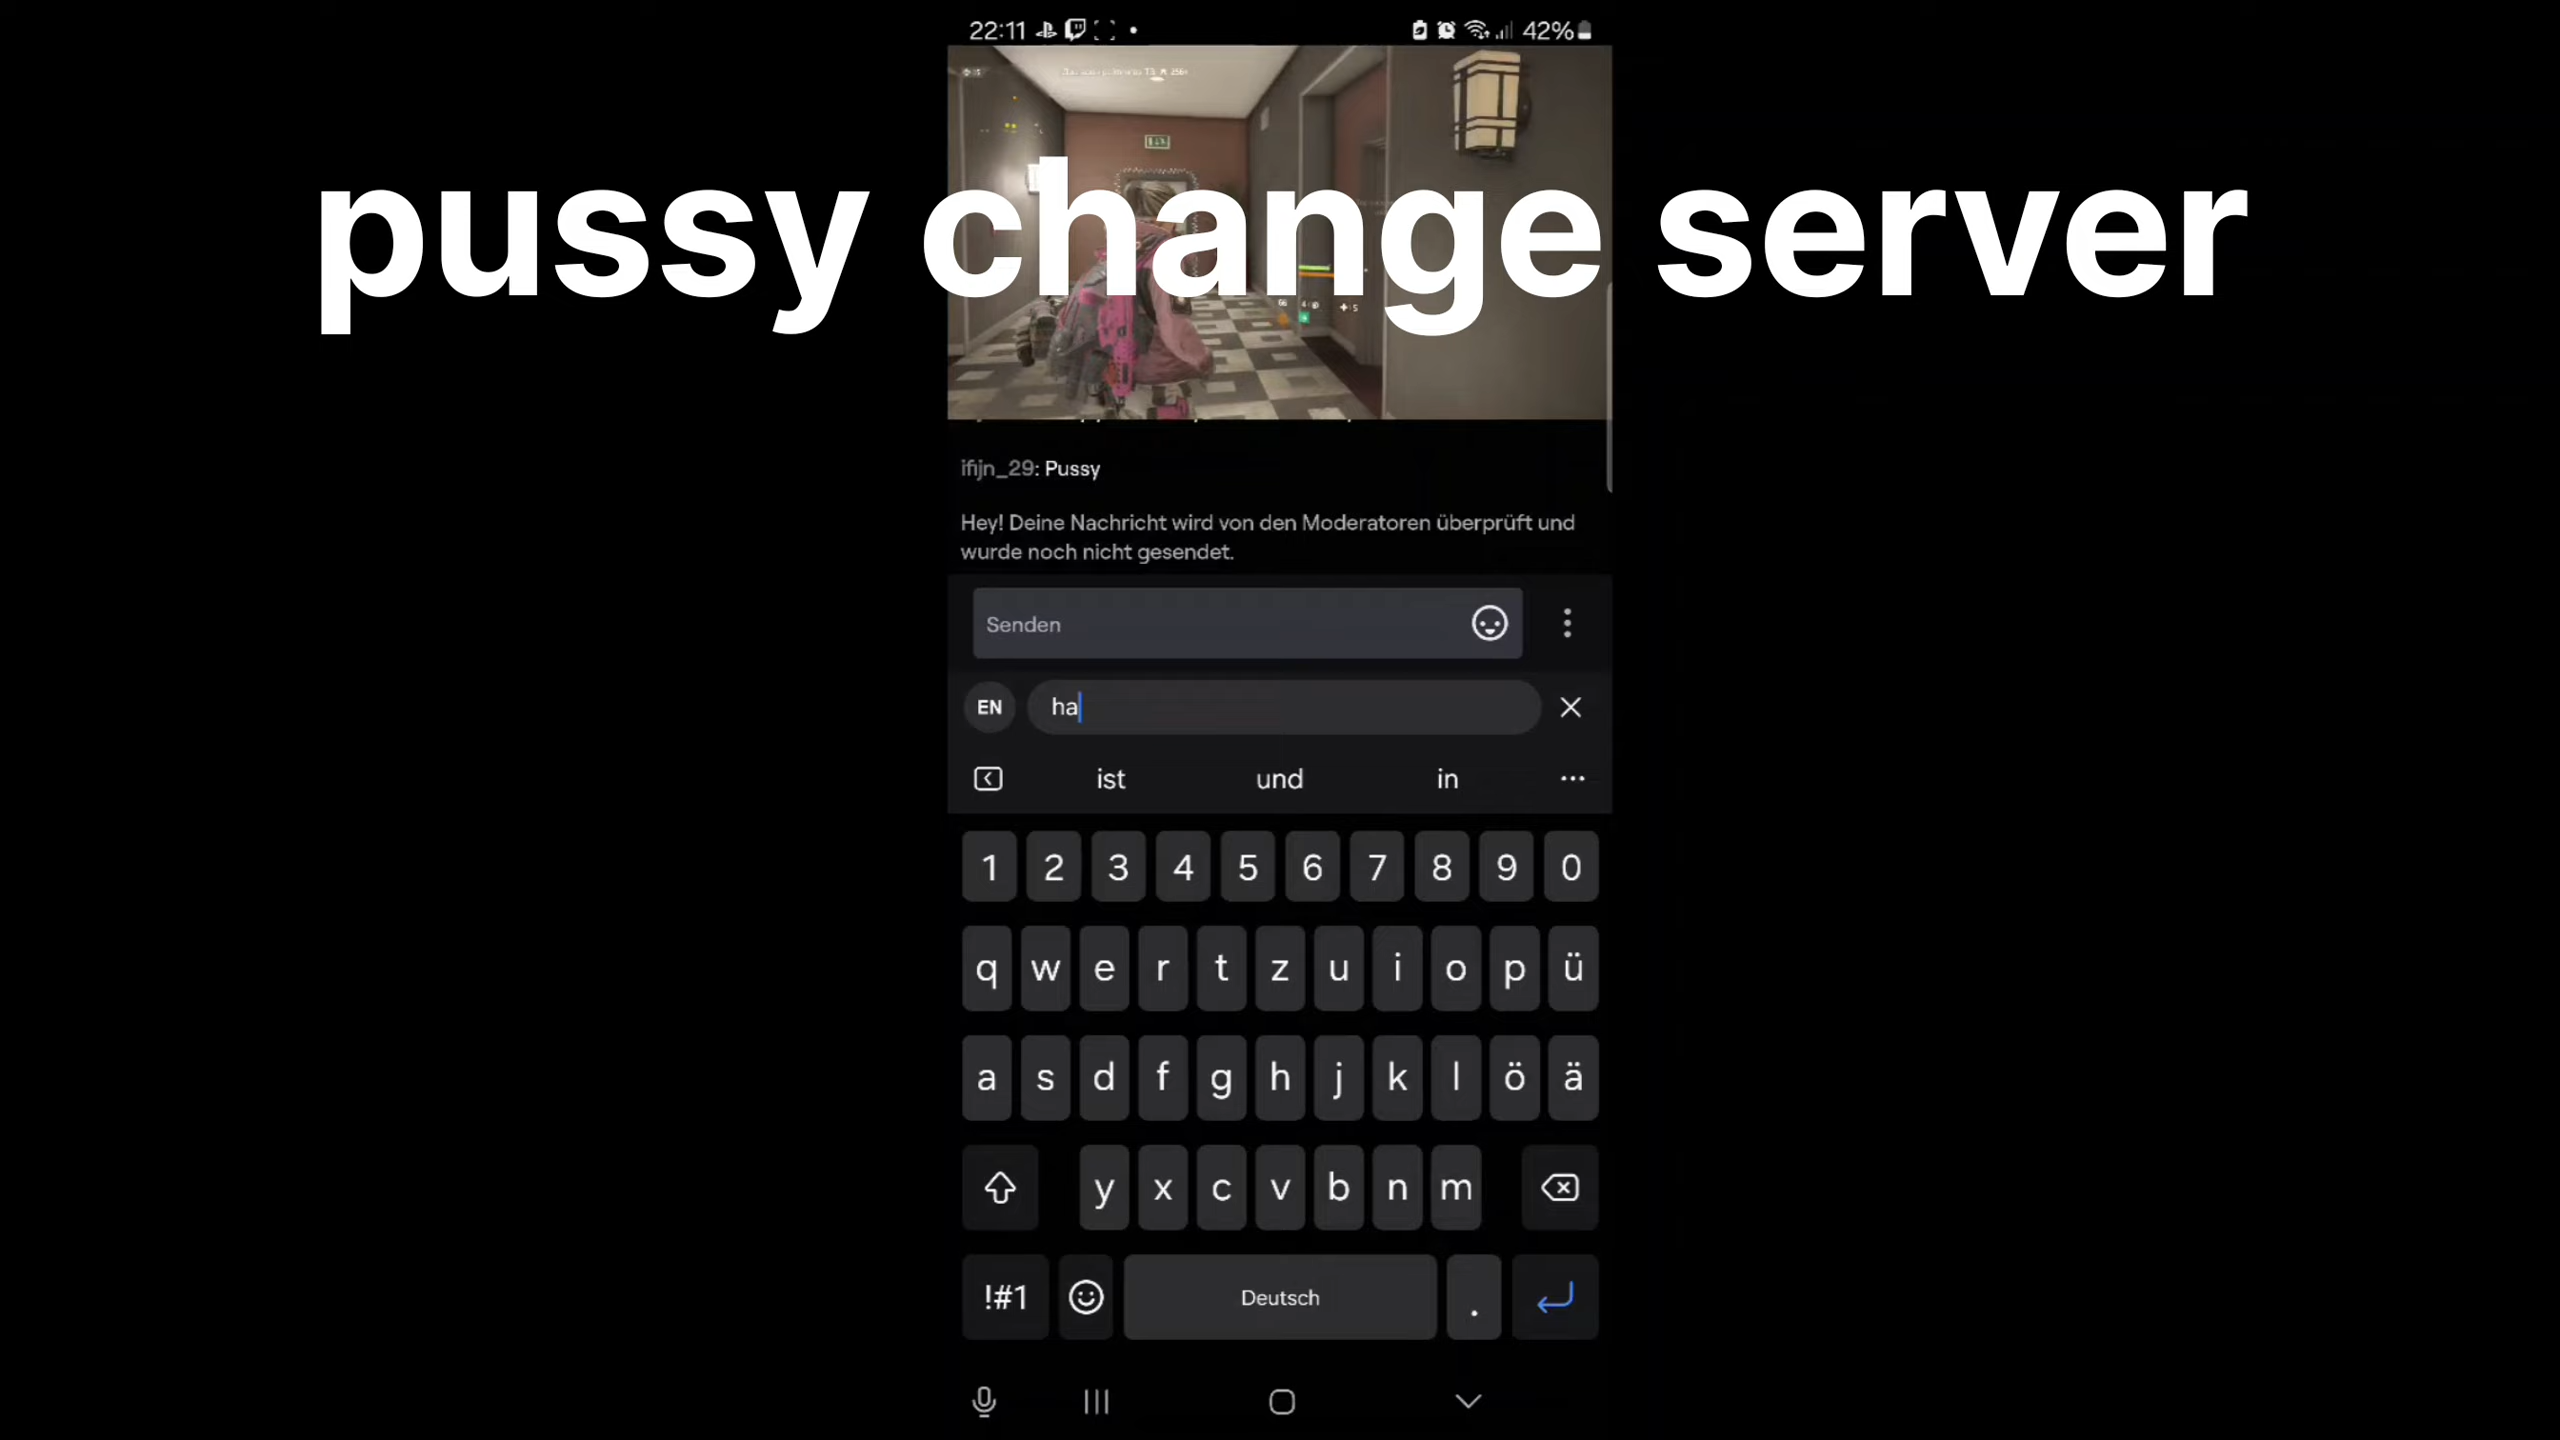 22:11
42%
pussy change server
ifijn_29: Pussy
Hey! Deine Nachricht wird von den Moderatoren überprüft und
wurde noch nicht gesendet.
Senden
EN
ha
ist und in
1 2 3 4 5 6 7 8 9 0
q w e r t z u i o p ü
a s d f g h j k l ö ä
y x c v b n m
!#1 Deutsch .